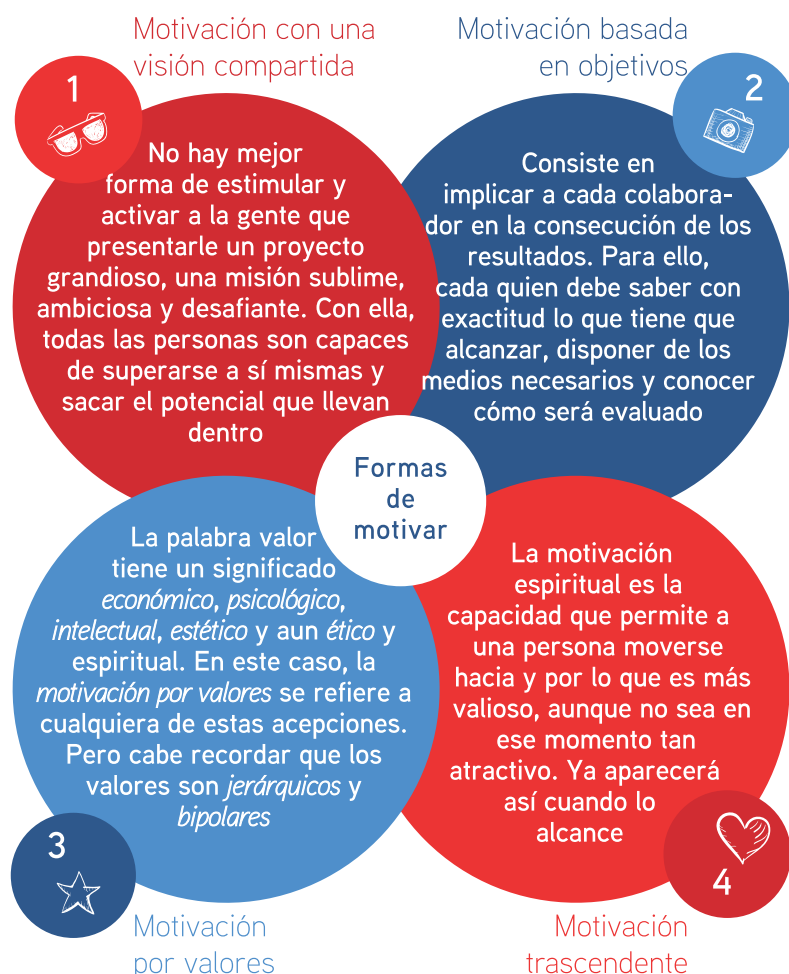 Motivación con una
visión compartida
1
No hay mejor
forma de estimular y
activar a la gente que
presentarle un proyecto
grandioso, una misión sublime,
ambiciosa y desafiante. Con ella,
todas las personas son capaces
de superarse a sí mismas y
sacar el potencial que llevan
dentro
Motivación basada
en objetivos
2
Consiste en
implicar a cada colabora-
dor en la consecución de los
resultados. Para ello,
cada quien debe saber con
exactitud lo que tiene que
alcanzar, disponer de los
medios necesarios y conocer
cómo será evaluado
Formas
de
motivar
La palabra valor
tiene un significado
económico, psicológico,
intelectual, estético y aun ético y
espiritual. En este caso, la
motivación por valores se refiere a
cualquiera de estas acepciones.
Pero cabe recordar que los
valores son jerárquicos y
bipolares
3
Motivación
por valores
La motivación
espiritual es la
capacidad que permite a
una persona moverse
hacia y por lo que es más
valioso, aunque no sea en
ese momento tan
atractivo. Ya aparecerá
así cuando lo
alcance
4
Motivación
trascendente